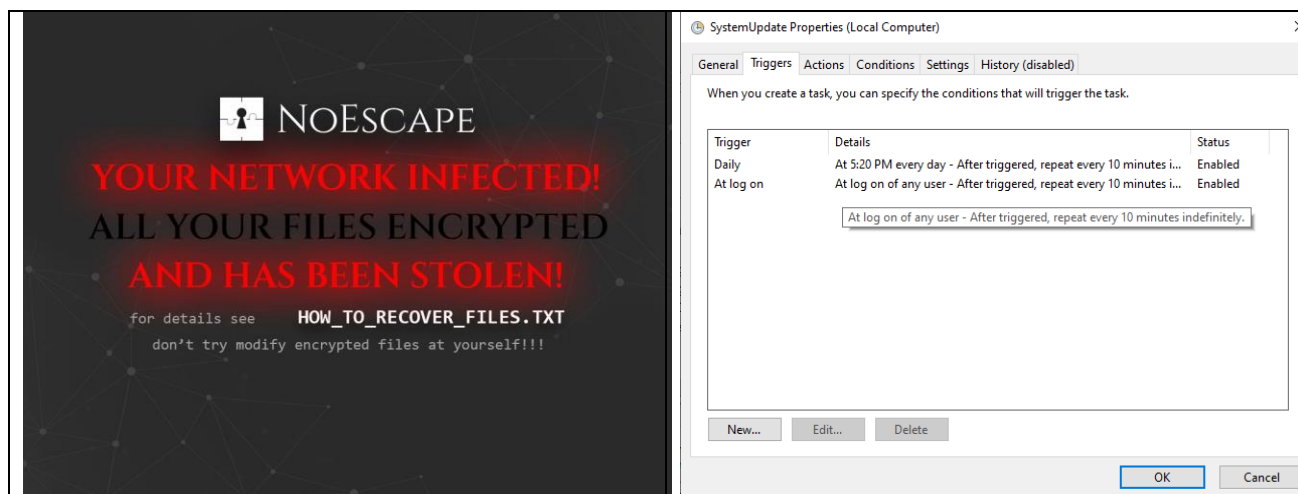 NOESCAPE
YOUR NETWORK INFECTED!
ALL YOUR FILES ENCRYPTED
AND HAS BEEN STOLEN!
for details see HOW_TO_RECOVER_FILES.TXT
don't try modify encrypted files at yourself!!!
SystemUpdate Properties (Local Computer)
General Triggers Actions Conditions Settings History (disabled)
When you create a task, you can specify the conditions that will trigger the task.
Trigger Details Status
Daily At 5:20 PM every day - After triggered, repeat every 10 minutes i... Enabled
At log on At log on of any user - After triggered, repeat every 10 minutes i... Enabled
At log on of any user - After triggered, repeat every 10 minutes indefinitely.
New... Edit... Delete
OK Cancel